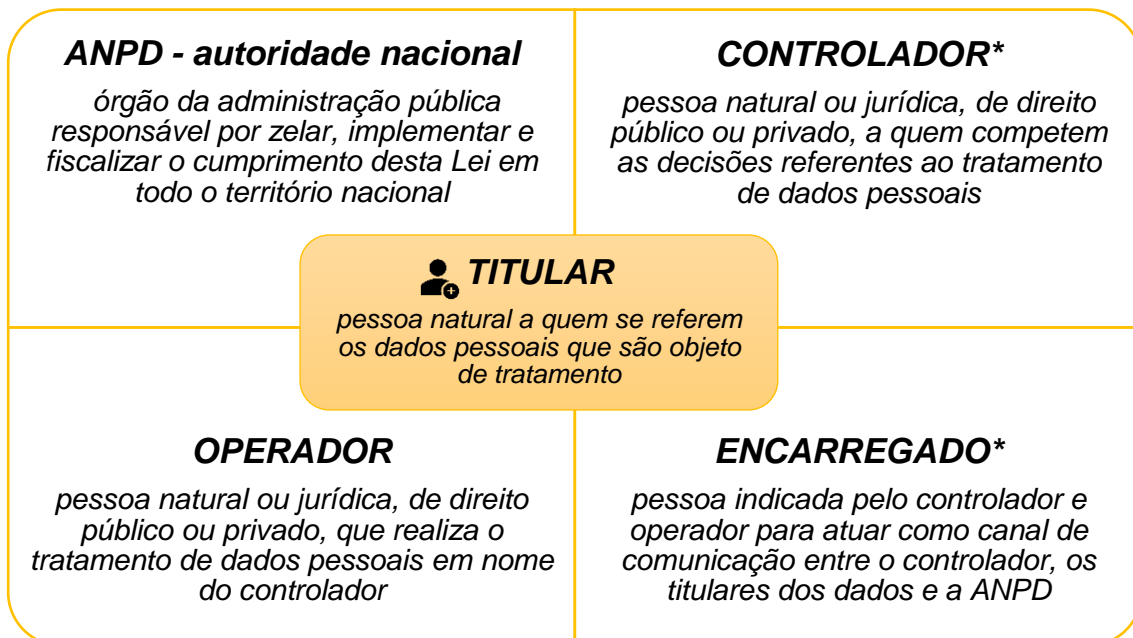 ANPD - autoridade nacional
órgão da administração pública
responsável por zelar, implementar e
fiscalizar o cumprimento desta Lei em
todo o território nacional
CONTROLADOR*
pessoa natural ou jurídica, de direito
público ou privado, a quem competem
as decisões referentes ao tratamento
de dados pessoais
TITULAR
pessoa natural a quem se referem
os dados pessoais que são objeto
de tratamento
OPERADOR
pessoa natural ou jurídica, de direito
público ou privado, que realiza o
tratamento de dados pessoais em nome
do controlador
ENCARREGADO*
pessoa indicada pelo controlador e
operador para atuar como canal de
comunicação entre o controlador, os
titulares dos dados e a ANPD